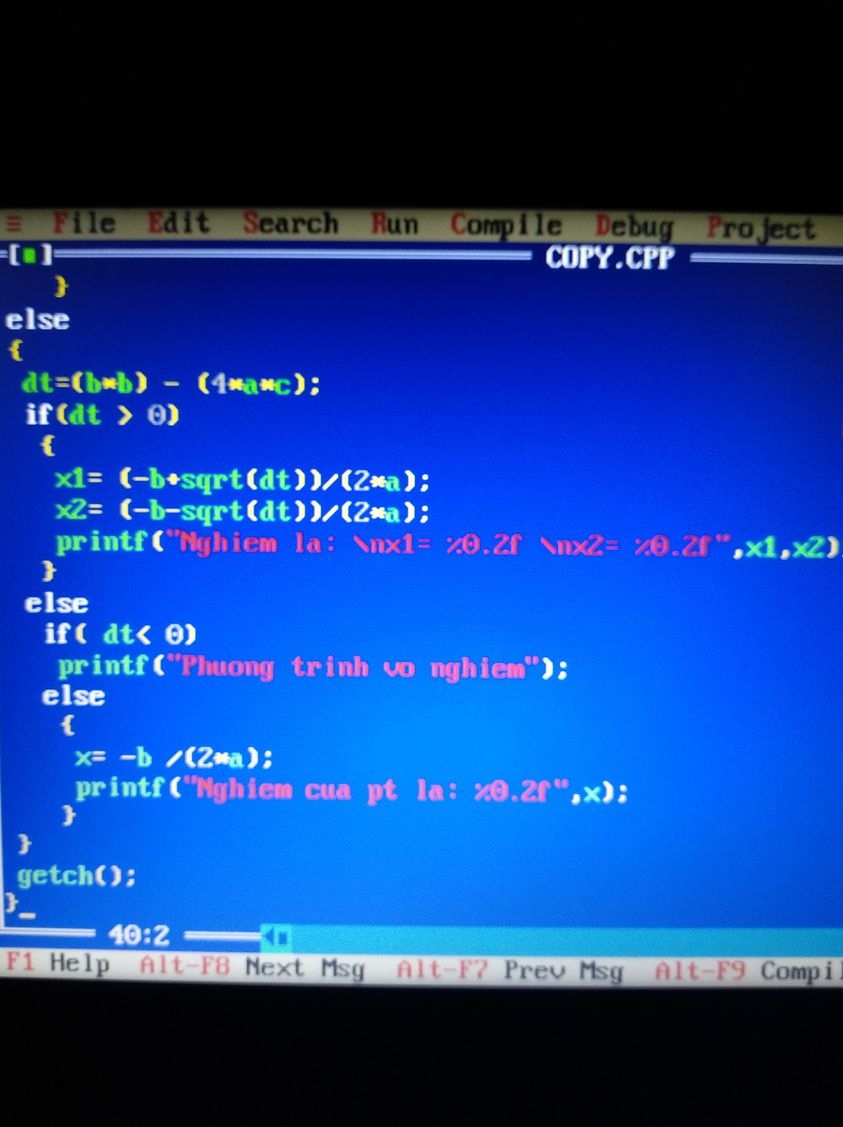 ≡ File Edit Search Run Compile Debug Project
[■] COPY.CPP
}
else
{
dt=(b*b) - (4*a*c);
if(dt > 0)
{
x1= (-b+sqrt(dt))/(2*a);
x2= (-b-sqrt(dt))/(2*a);
printf("Nghiem la: \nx1= %0.2f \nx2= %0.2f",x1,x2)
}
else
if( dt< 0)
printf("Phuong trinh vo nghiem");
else
{
x= -b /(2*a);
printf("Nghiem cua pt la: %0.2f",x);
}
}
getch();
}_
40:2
F1 Help Alt-F8 Next Msg Alt-F7 Prev Msg Alt-F9 Compil